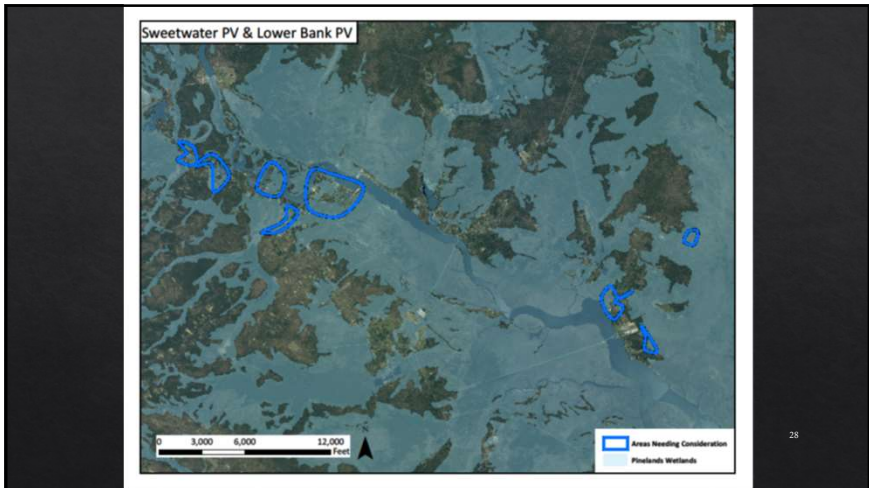 Sweetwater PV & Lower Bank PV
0 3,000 6,000 12,000
Feet
Areas Needing Consideration
Pinelands Wetlands
28